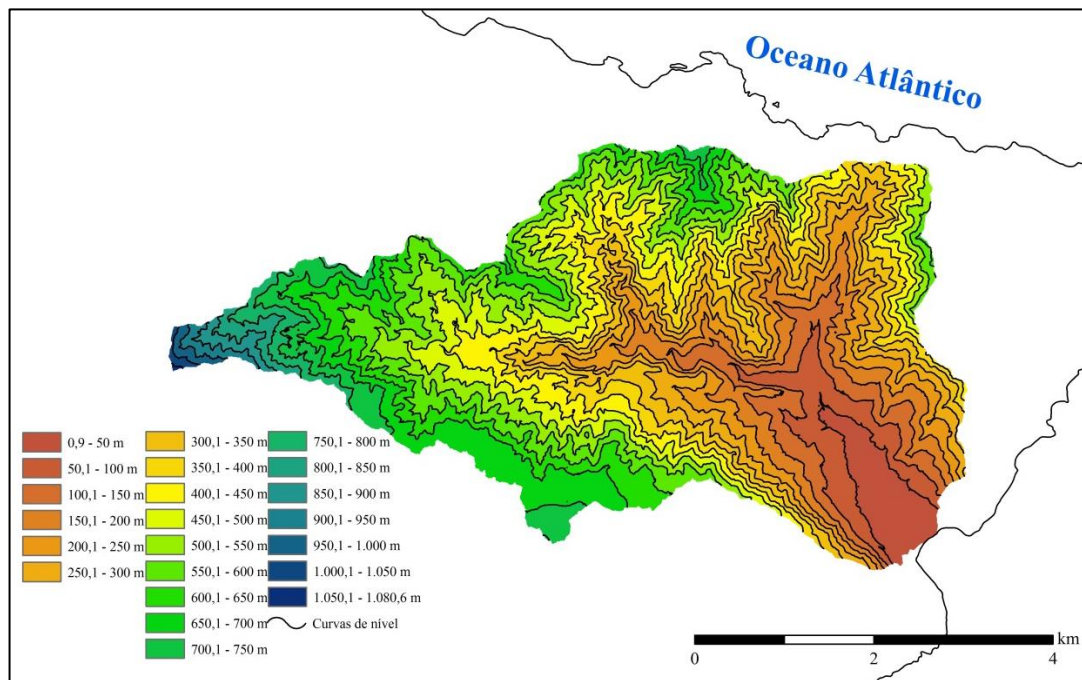 Oceano Atlântico
0,9 - 50 m
50,1 - 100 m
100,1 - 150 m
150,1 - 200 m
200,1 - 250 m
250,1 - 300 m
300,1 - 350 m
350,1 - 400 m
400,1 - 450 m
450,1 - 500 m
500,1 - 550 m
550,1 - 600 m
600,1 - 650 m
650,1 - 700 m
700,1 - 750 m
750,1 - 800 m
800,1 - 850 m
850,1 - 900 m
900,1 - 950 m
950,1 - 1.000 m
1.000,1 - 1.050 m
1.050,1 - 1.080,6 m
Curvas de nível
km
0 2 4